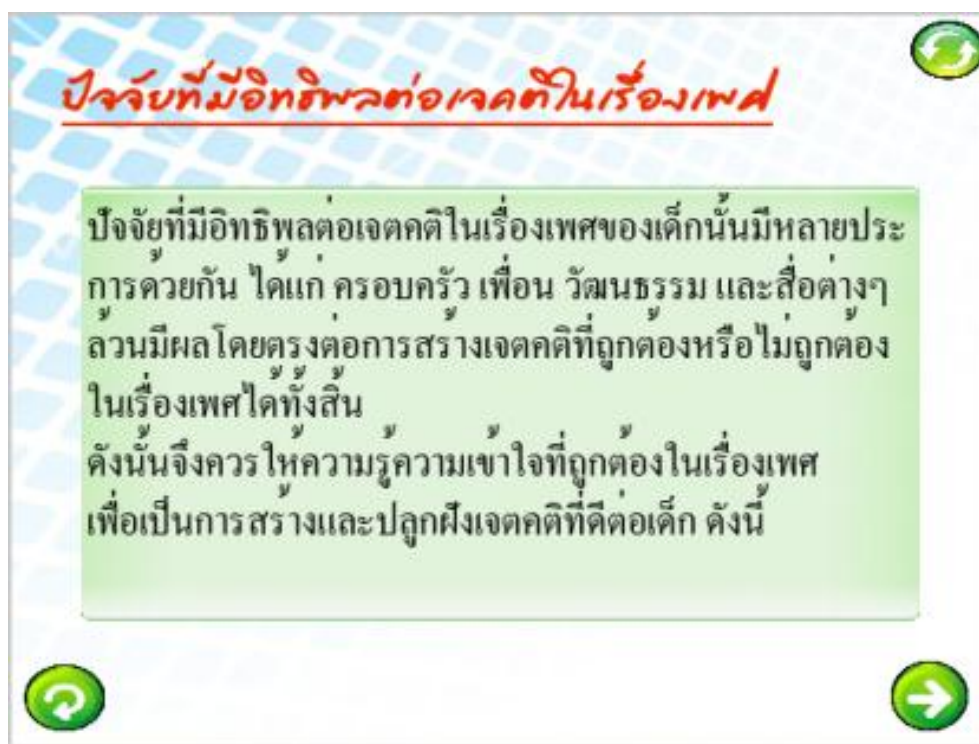 ปัจจัยที่มีอิทธิพลต่อเจคติในเรื่องเพศ
ปัจจัยที่มีอิทธิพลต่อเจตคติในเรื่องเพศของเด็กนั้นมีหลายประ
การด้วยกัน ได้แก่ ครอบครัว เพื่อน วัฒนธรรม และสื่อต่างๆ
ล้วนมีผลโดยตรงต่อการสร้างเจตคติที่ถูกต้องหรือไม่ถูกต้อง
ในเรื่องเพศได้ทั้งสิ้น
ดังนั้นจึงควรให้ความรู้ความเข้าใจที่ถูกต้องในเรื่องเพศ
เพื่อเป็นการสร้างและปลูกฝังเจตคติที่ดีต่อเด็ก ดังนี้